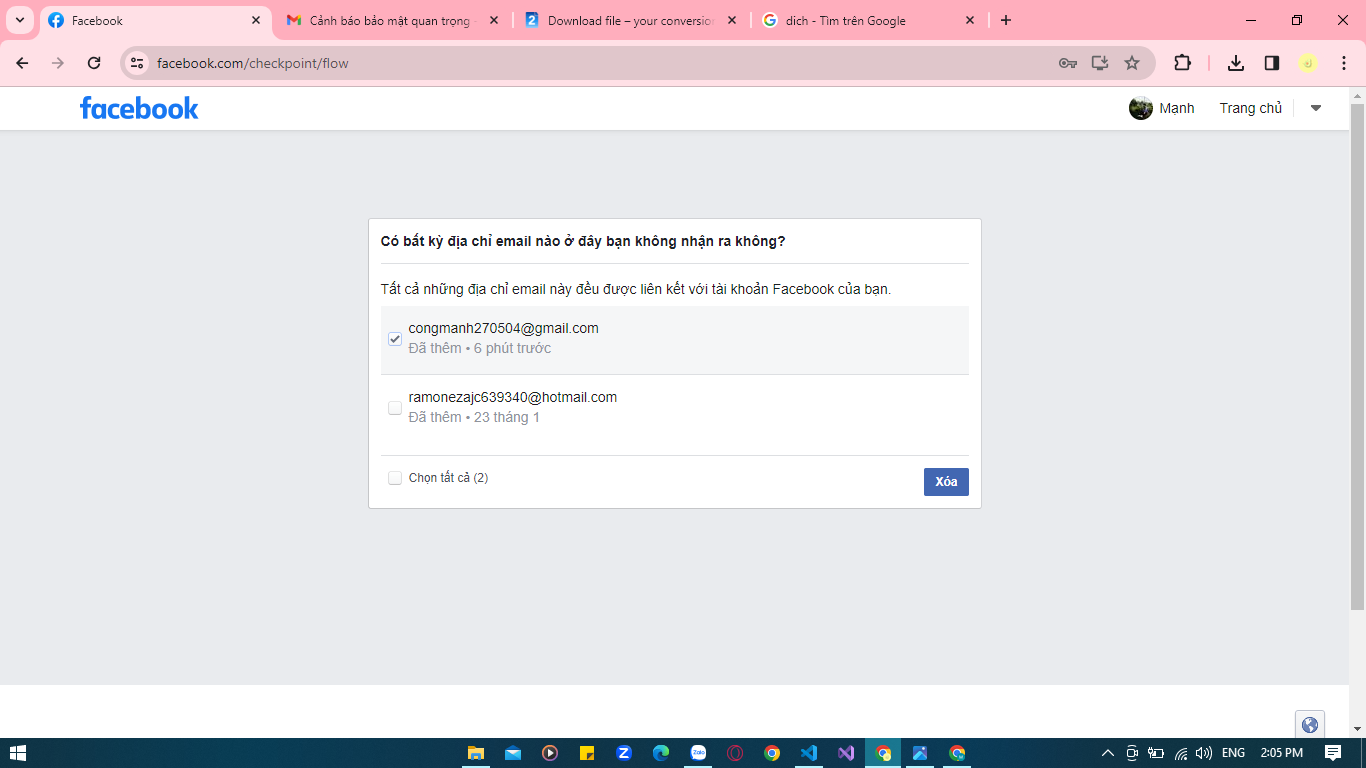 Facebook
Cảnh báo bảo mật quan trọng -
Download file – your conversion
dich - Tìm trên Google
facebook.com/checkpoint/flow
d
facebook
Mạnh
Trang chủ
Có bất kỳ địa chỉ email nào ở đây bạn không nhận ra không?
Tất cả những địa chỉ email này đều được liên kết với tài khoản Facebook của bạn.
congmanh270504@gmail.com
Đã thêm • 6 phút trước
ramonezajc639340@hotmail.com
Đã thêm • 23 tháng 1
Chọn tất cả (2)
Xóa
Zalo
ENG
2:05 PM